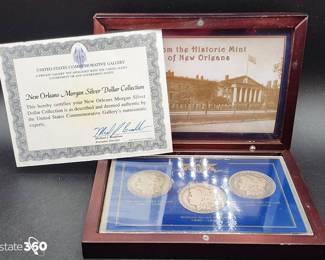 UNITED STATES COMMEMORATIVE GALLERY
New Orleans Morgan Silver Dollar Collection
This hereby certifies your New Orleans Morgan Silver
Dollar Collection is as described and deemed authentic by
the United States Commemorative Gallery's numismatic
experts.
From the Historic Mint
of New Orleans
state360